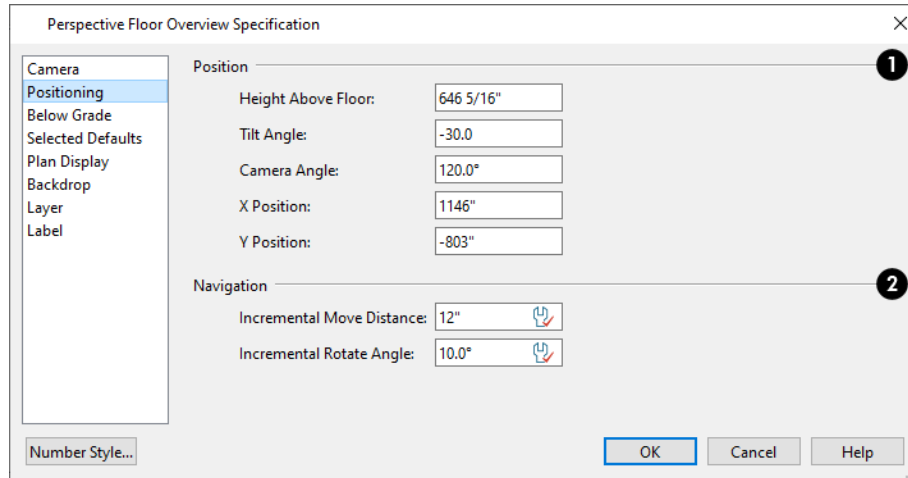 Perspective Floor Overview Specification
Camera
Positioning
Below Grade
Selected Defaults
Plan Display
Backdrop
Layer
Label
Position
1
Height Above Floor: 646 5/16"
Tilt Angle: -30.0
Camera Angle: 120.0°
X Position: 1146"
Y Position: -803"
Navigation
2
Incremental Move Distance: 12"
Incremental Rotate Angle: 10.0°
Number Style... OK Cancel Help